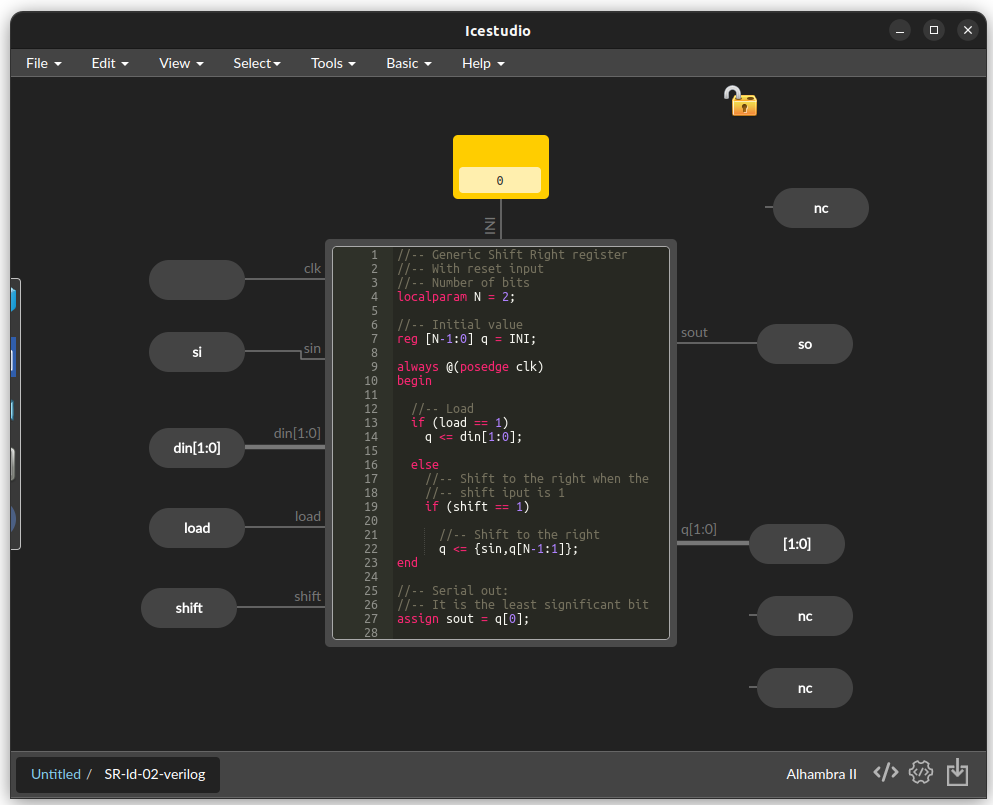 Icestudio
File Edit View Select Tools Basic Help
0
INI
nc
clk
si
sin
din[1:0]
din[1:0]
load
load
shift
shift
1 //-- Generic Shift Right register
2 //-- With reset input
3 //-- Number of bits
4 localparam N = 2;
5
6 //-- Initial value
7 reg [N-1:0] q = INI;
8
9 always @(posedge clk)
10 begin
11
12 //-- Load
13 if (load == 1)
14 q <= din[1:0];
15
16 else
17 //-- Shift to the right when the
18 //-- shift iput is 1
19 if (shift == 1)
20
21 //-- Shift to the right
22 q <= {sin,q[N-1:1]};
23 end
24
25 //-- Serial out:
26 //-- It is the least significant bit
27 assign sout = q[0];
28
sout
so
q[1:0]
[1:0]
nc
nc
Untitled / SR-ld-02-verilog
Alhambra II